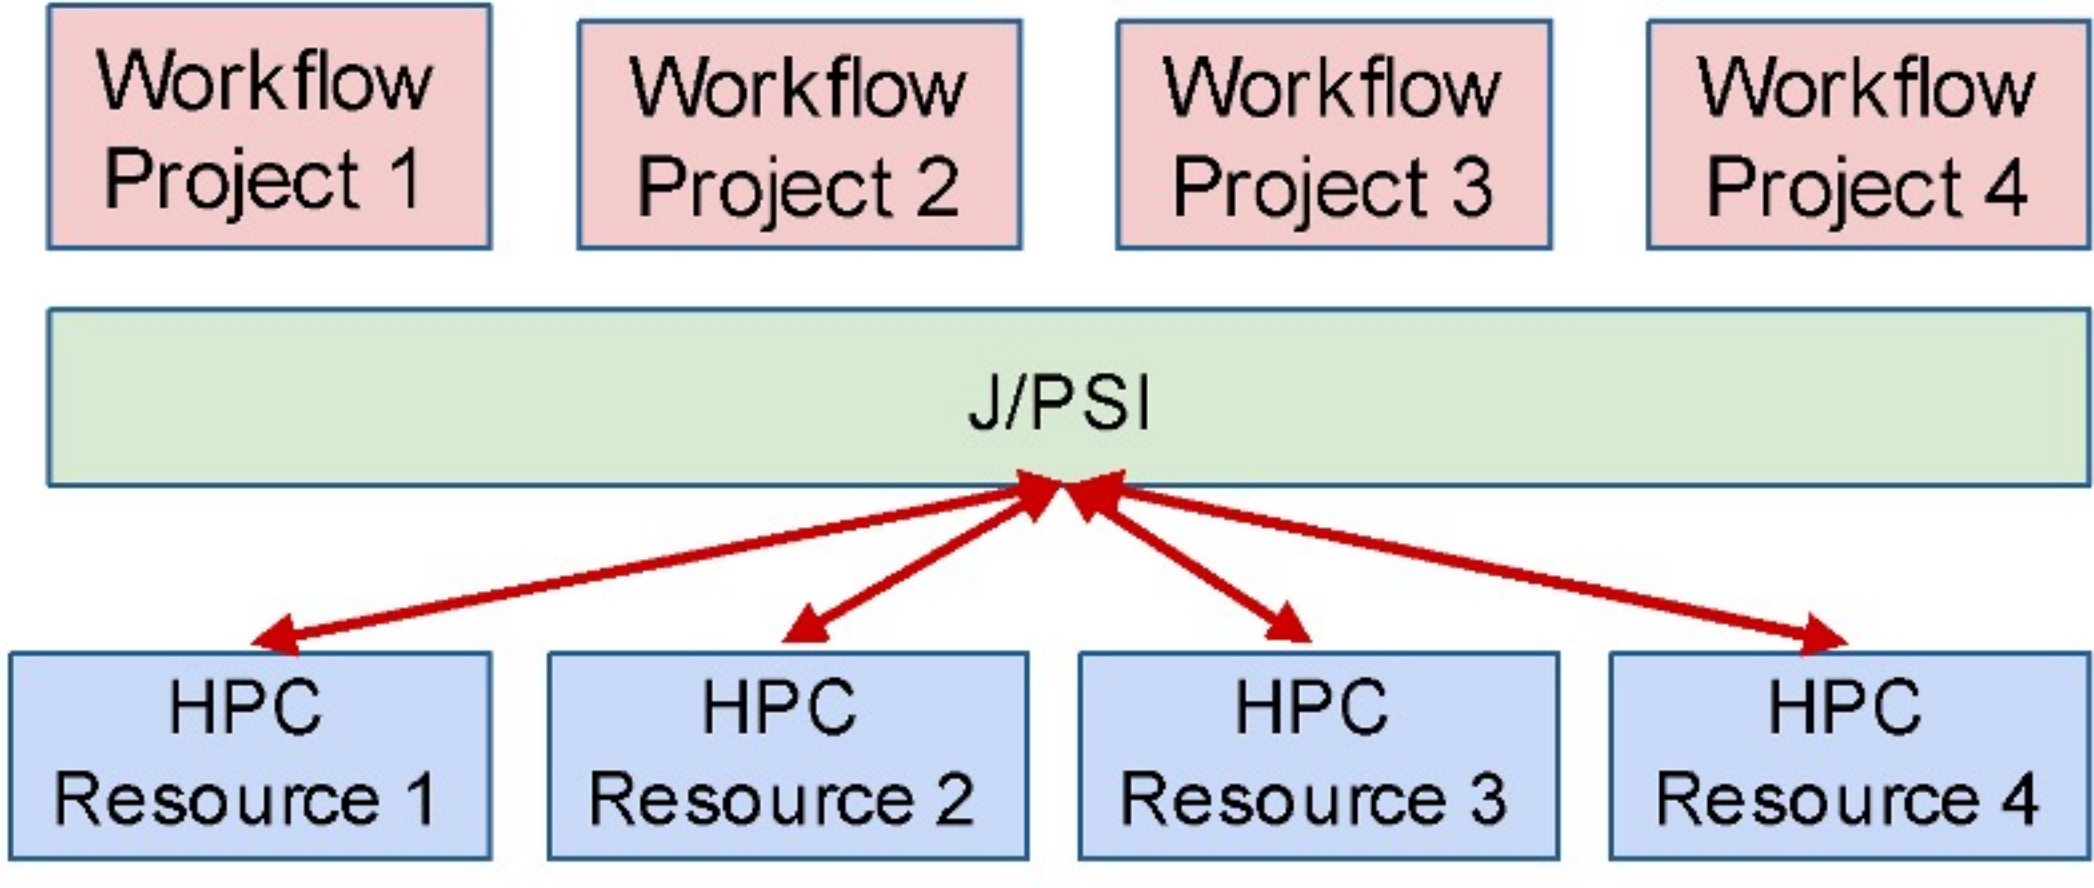 Workflow
Project 1
Workflow
Project 2
Workflow
Project 3
Workflow
Project 4
J/PSI
HPC
Resource 1
HPC
Resource 2
HPC
Resource 3
HPC
Resource 4